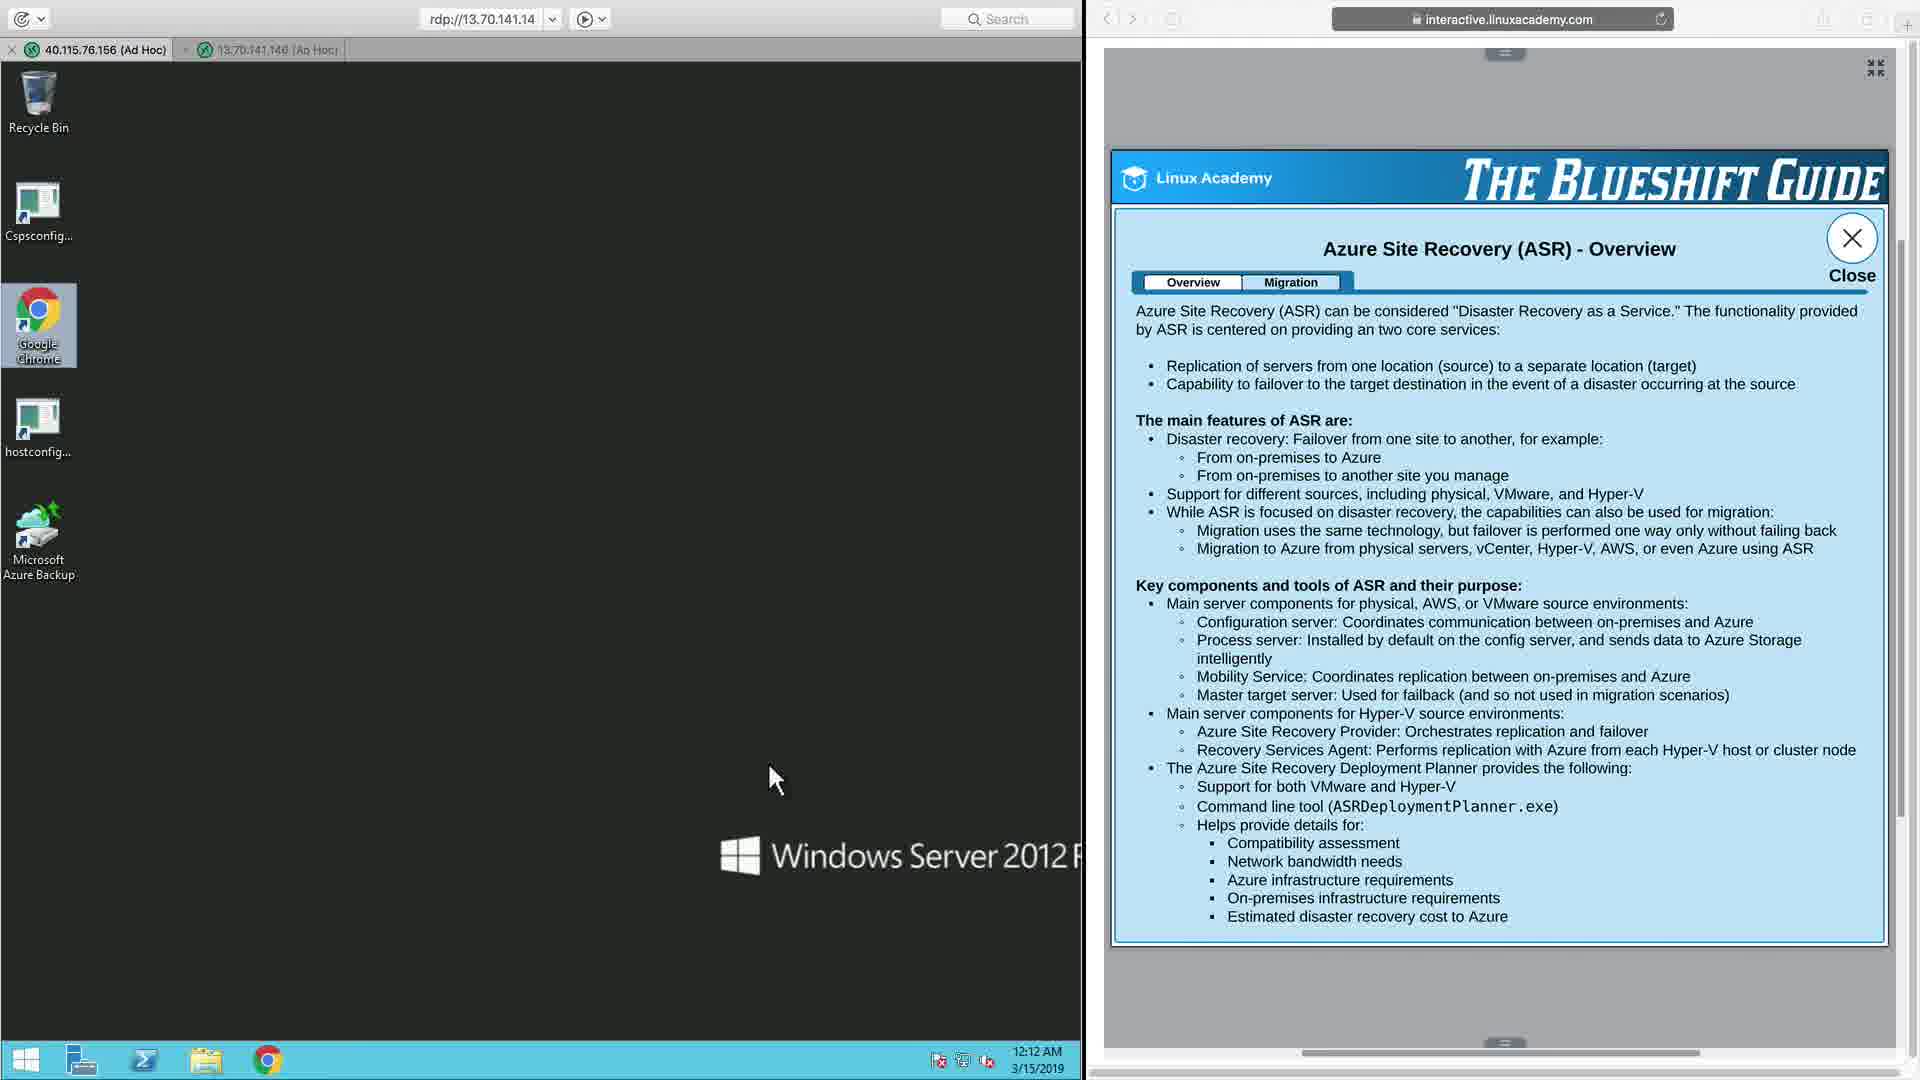 rdp://13.70.141.14
Search
interactive.linuxacademy.com
40.115.76.156 (Ad Hoc)
13.70.141.146 (Ad Hoc)
Recycle Bin
Cspsconfig...
Google
Chrome
hostconfig...
Microsoft
Azure Backup
Windows Server 2012 R
12:12 AM
3/15/2019
Linux Academy
THE BLUESHIFT GUIDE
Azure Site Recovery (ASR) - Overview
Close
Overview
Migration
Azure Site Recovery (ASR) can be considered "Disaster Recovery as a Service." The functionality provided
by ASR is centered on providing an two core services:
• Replication of servers from one location (source) to a separate location (target)
• Capability to failover to the target destination in the event of a disaster occurring at the source
The main features of ASR are:
• Disaster recovery: Failover from one site to another, for example:
◦ From on-premises to Azure
◦ From on-premises to another site you manage
• Support for different sources, including physical, VMware, and Hyper-V
• While ASR is focused on disaster recovery, the capabilities can also be used for migration:
◦ Migration uses the same technology, but failover is performed one way only without failing back
◦ Migration to Azure from physical servers, vCenter, Hyper-V, AWS, or even Azure using ASR
Key components and tools of ASR and their purpose:
• Main server components for physical, AWS, or VMware source environments:
◦ Configuration server: Coordinates communication between on-premises and Azure
◦ Process server: Installed by default on the config server, and sends data to Azure Storage
intelligently
◦ Mobility Service: Coordinates replication between on-premises and Azure
◦ Master target server: Used for failback (and so not used in migration scenarios)
• Main server components for Hyper-V source environments:
◦ Azure Site Recovery Provider: Orchestrates replication and failover
◦ Recovery Services Agent: Performs replication with Azure from each Hyper-V host or cluster node
• The Azure Site Recovery Deployment Planner provides the following:
◦ Support for both VMware and Hyper-V
◦ Command line tool (ASRDeploymentPlanner.exe)
◦ Helps provide details for:
▪ Compatibility assessment
▪ Network bandwidth needs
▪ Azure infrastructure requirements
▪ On-premises infrastructure requirements
▪ Estimated disaster recovery cost to Azure